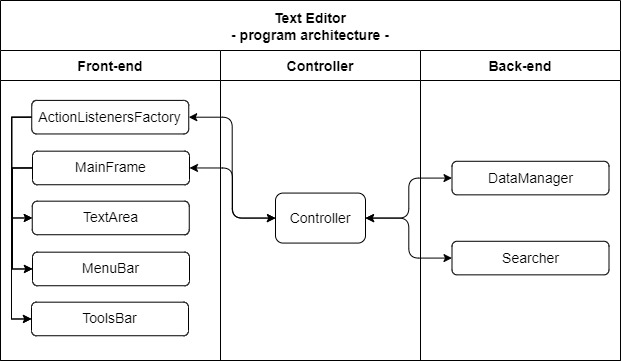 Text Editor
- program architecture -
Front-end
Controller
Back-end
ActionListenersFactory
MainFrame
TextArea
MenuBar
ToolsBar
Controller
DataManager
Searcher